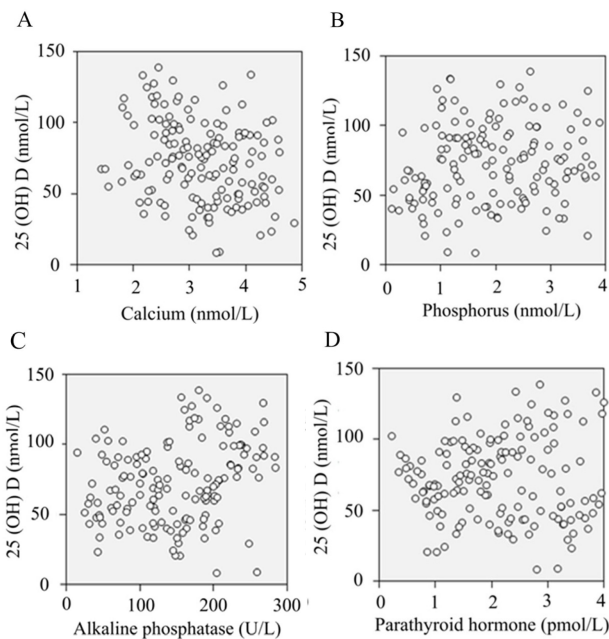 A
B
150
100
50
0
25 (OH) D (nmol/L)
1 2 3 4 5
Calcium (nmol/L)
150
100
50
0
25 (OH) D (nmol/L)
0 1 2 3 4
Phosphorus (nmol/L)
C
D
150
100
50
0
25 (OH) D (nmol/L)
0 100 200 300
Alkaline phosphatase (U/L)
150
100
50
0
25 (OH) D (nmol/L)
0 1 2 3 4
Parathyroid hormone (pmol/L)